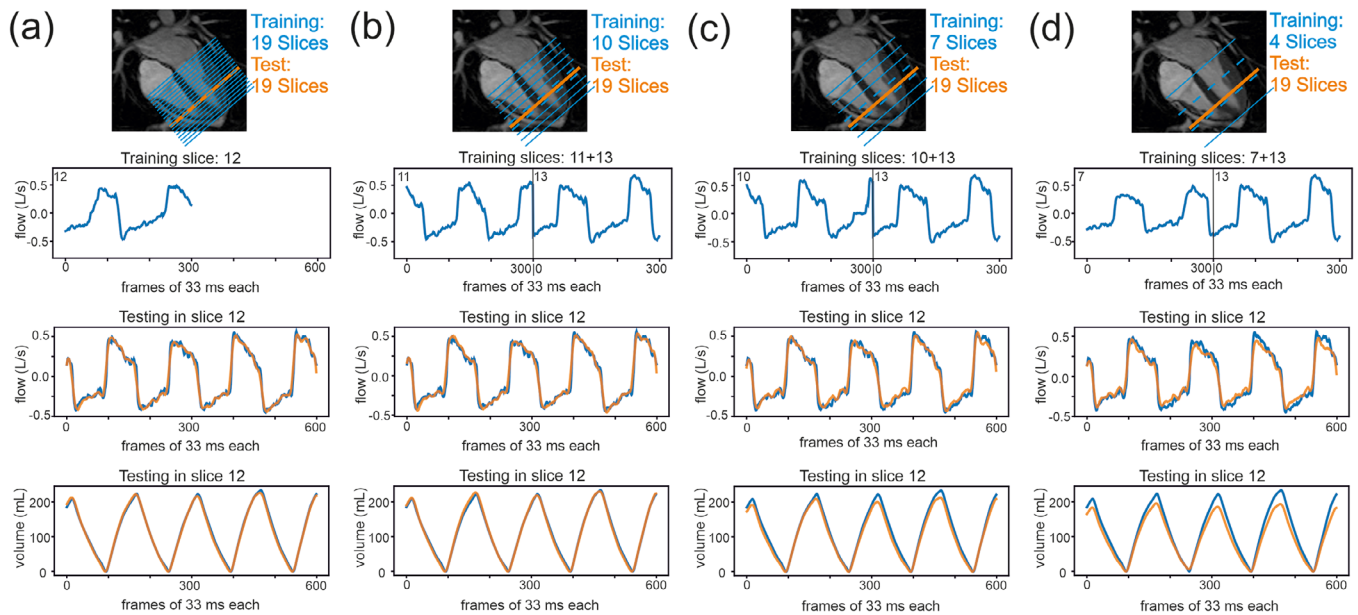 (a)
Training:
19 Slices
Test:
19 Slices
(b)
Training:
10 Slices
Test:
19 Slices
(c)
Training:
7 Slices
Test:
19 Slices
(d)
Training:
4 Slices
Test:
19 Slices
Training slice: 12
12
flow (L/s)
0.5
0.0
-0.5
0 300 600
frames of 33 ms each
Training slices: 11+13
11 13
flow (L/s)
0.5
0.0
-0.5
0 300|0 300
frames of 33 ms each
Training slices: 10+13
10 13
flow (L/s)
0.5
0.0
-0.5
0 300|0 300
frames of 33 ms each
Training slices: 7+13
7 13
flow (L/s)
0.5
0.0
-0.5
0 300|0 300
frames of 33 ms each
Testing in slice 12
flow (L/s)
0.5
0.0
-0.5
0 300 600
frames of 33 ms each
Testing in slice 12
flow (L/s)
0.5
0.0
-0.5
0 300 600
frames of 33 ms each
Testing in slice 12
flow (L/s)
0.5
0.0
-0.5
0 300 600
frames of 33 ms each
Testing in slice 12
flow (L/s)
0.5
0.0
-0.5
0 300 600
frames of 33 ms each
Testing in slice 12
volume (mL)
200
100
0
0 300 600
frames of 33 ms each
Testing in slice 12
volume (mL)
200
100
0
0 300 600
frames of 33 ms each
Testing in slice 12
volume (mL)
200
100
0
0 300 600
frames of 33 ms each
Testing in slice 12
volume (mL)
200
100
0
0 300 600
frames of 33 ms each